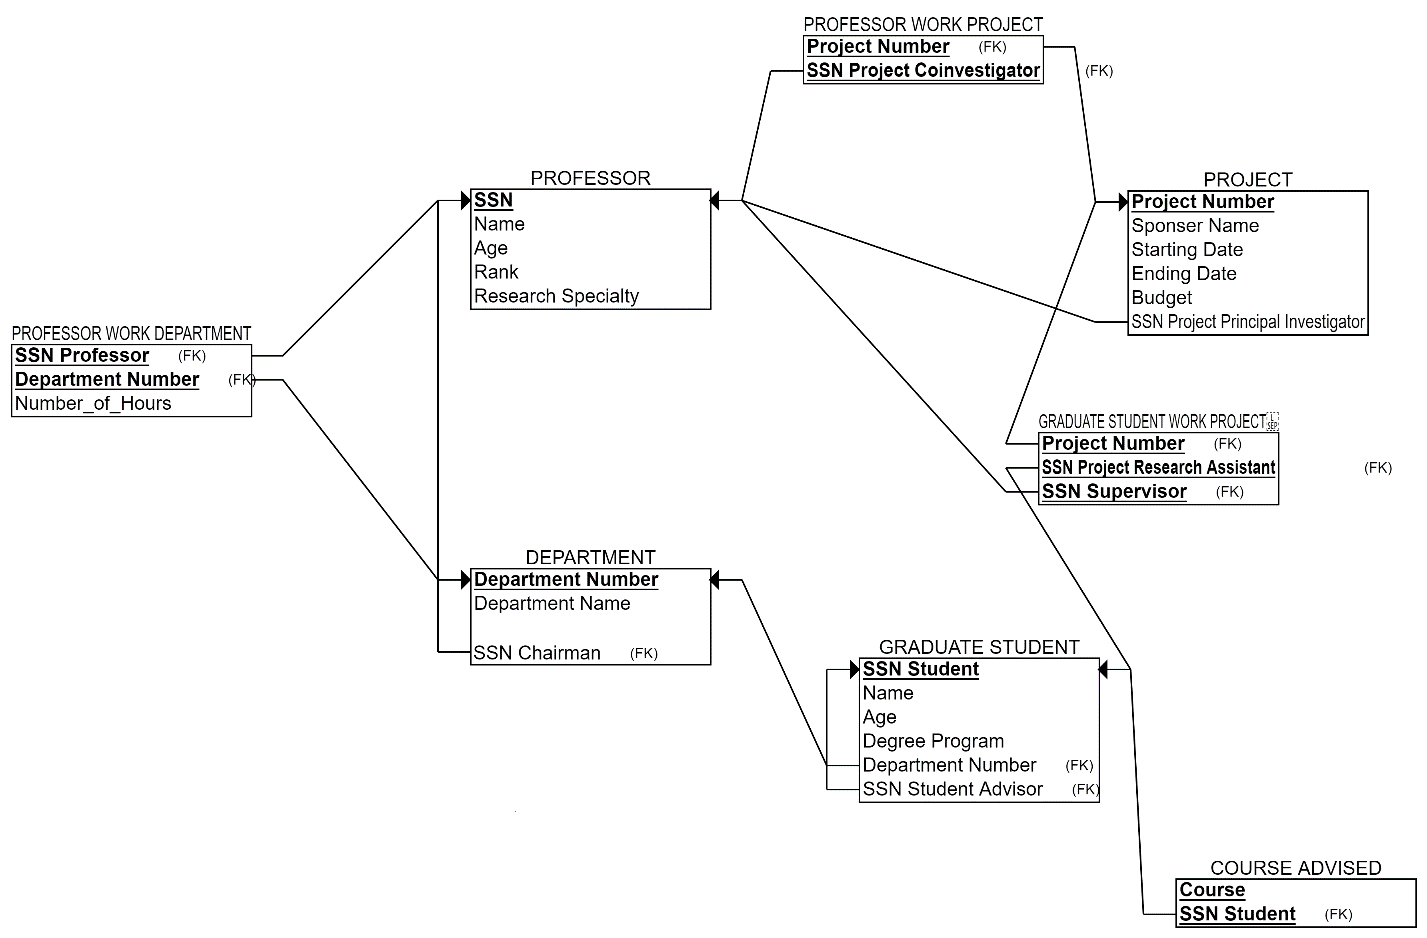 PROFESSOR WORK PROJECT
Project Number (FK)
SSN Project Coinvestigator (FK)
PROFESSOR
SSN
Name
Age
Rank
Research Specialty
PROJECT
Project Number
Sponser Name
Starting Date
Ending Date
Budget
SSN Project Principal Investigator
PROFESSOR WORK DEPARTMENT
SSN Professor (FK)
Department Number (FK)
Number_of_Hours
GRADUATE STUDENT WORK PROJECT
Project Number (FK)
SSN Project Research Assistant (FK)
SSN Supervisor (FK)
DEPARTMENT
Department Number
Department Name
SSN Chairman (FK)
GRADUATE STUDENT
SSN Student
Name
Age
Degree Program
Department Number (FK)
SSN Student Advisor (FK)
COURSE ADVISED
Course
SSN Student (FK)